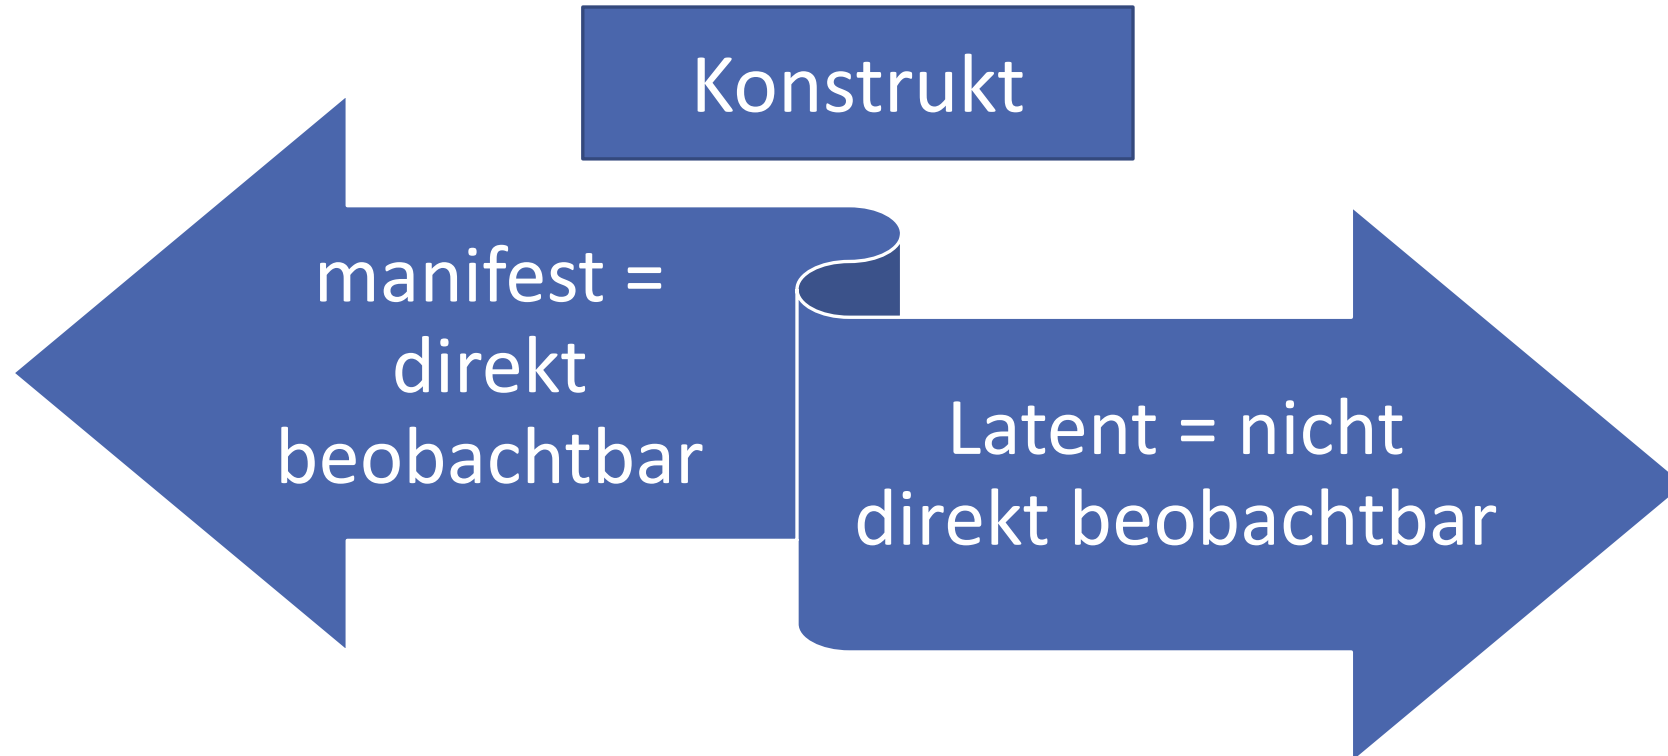 Konstrukt
manifest =
direkt
beobachtbar
Latent = nicht
direkt beobachtbar